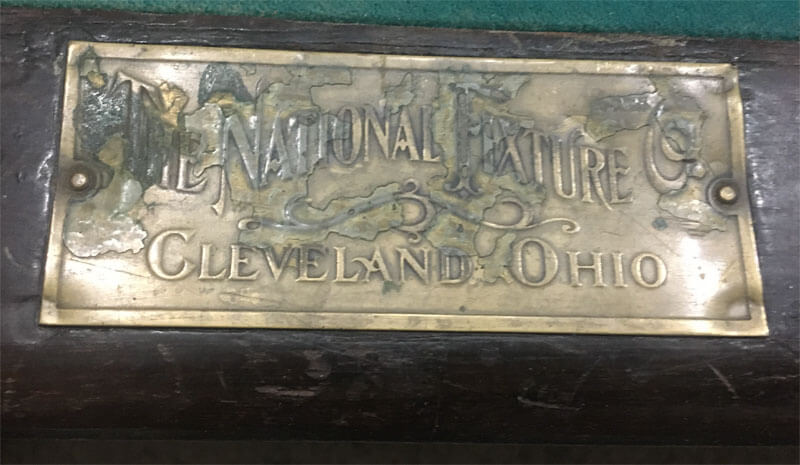 THE NATIONAL FIXTURE CO.
CLEVELAND OHIO